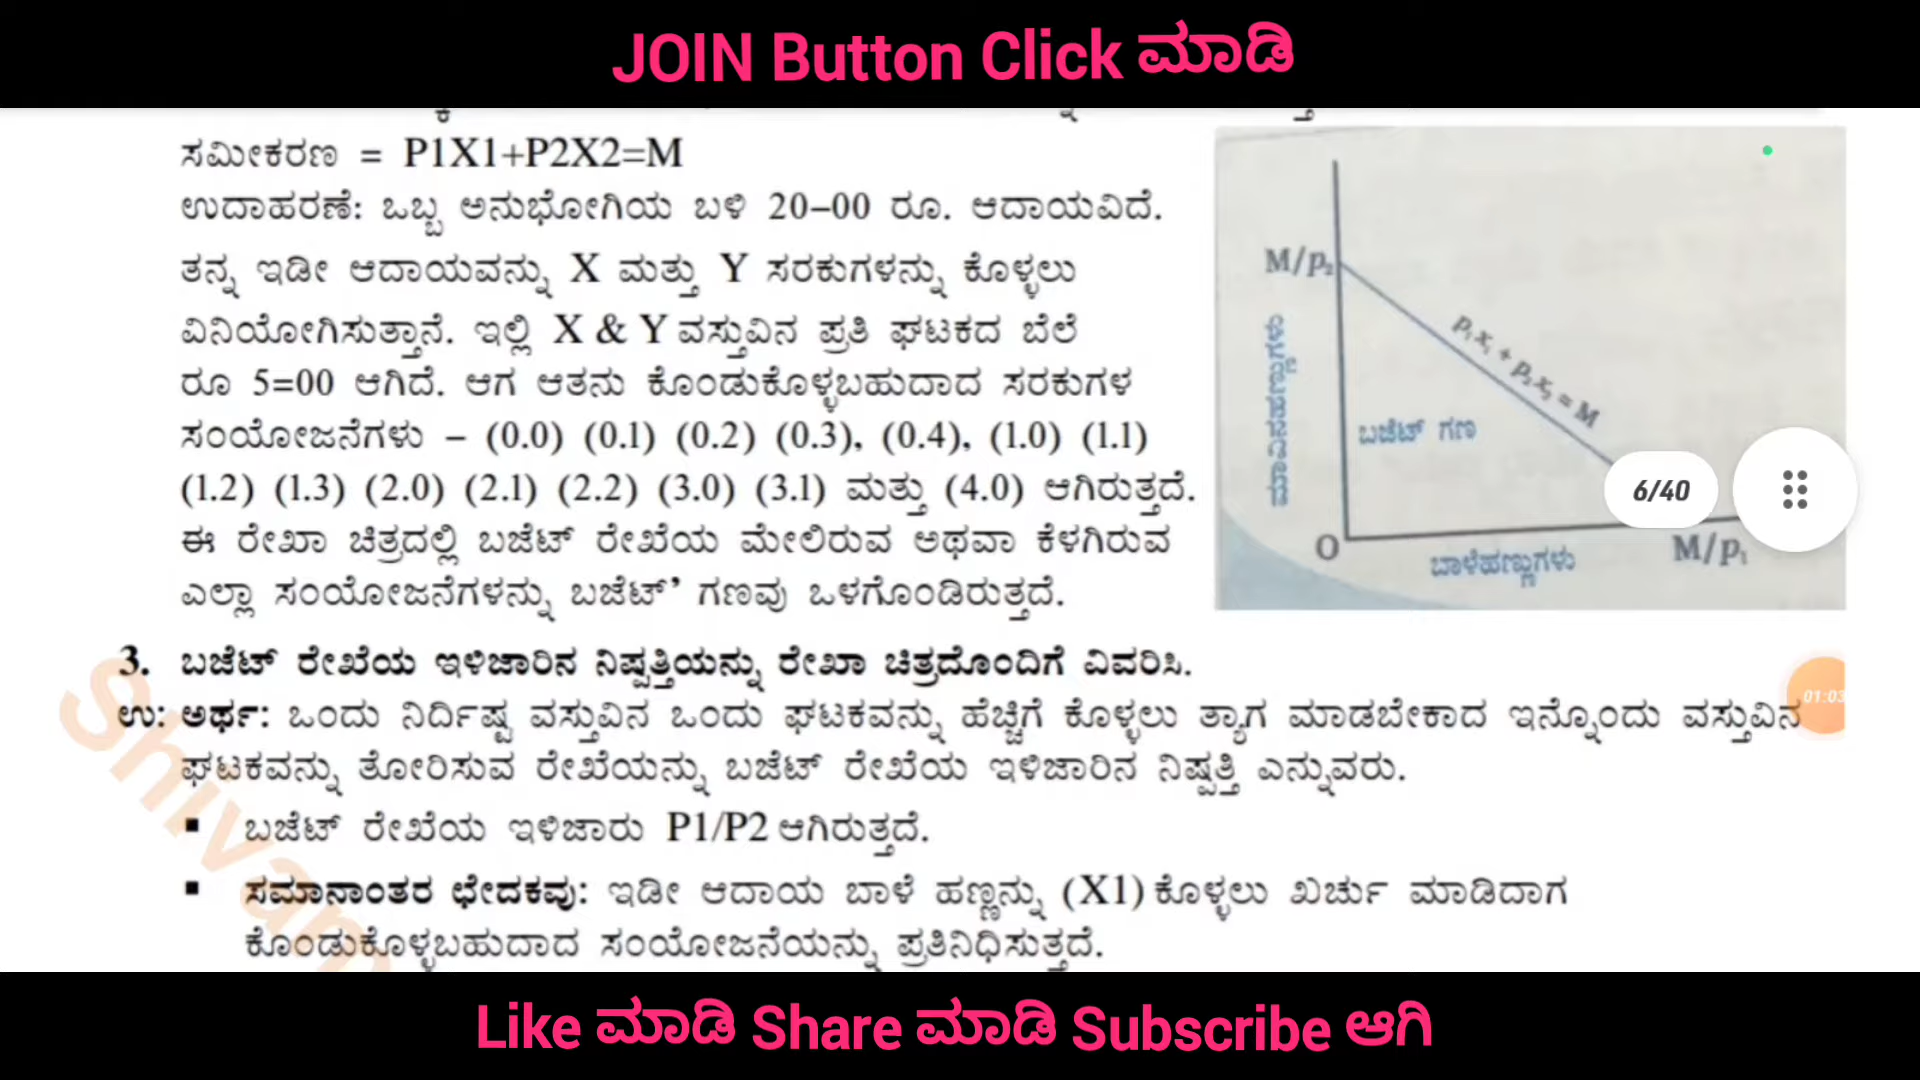 JOIN Button Click ಮಾಡಿ
ಸಮೀಕರಣ = P1X1+P2X2=M
ಉದಾಹರಣೆ: ಒಬ್ಬ ಅನುಭೋಗಿಯ ಬಳಿ 20–00 ರೂ. ಆದಾಯವಿದೆ.
ತನ್ನ ಇಡೀ ಆದಾಯವನ್ನು X ಮತ್ತು Y ಸರಕುಗಳನ್ನು ಕೊಳ್ಳಲು
ವಿನಿಯೋಗಿಸುತ್ತಾನೆ. ಇಲ್ಲಿ X & Y ವಸ್ತುವಿನ ಪ್ರತಿ ಘಟಕದ ಬೆಲೆ
ರೂ 5=00 ಆಗಿದೆ. ಆಗ ಆತನು ಕೊಂಡುಕೊಳ್ಳಬಹುದಾದ ಸರಕುಗಳ
ಸಂಯೋಜನೆಗಳು – (0.0) (0.1) (0.2) (0.3), (0.4), (1.0) (1.1)
(1.2) (1.3) (2.0) (2.1) (2.2) (3.0) (3.1) ಮತ್ತು (4.0) ಆಗಿರುತ್ತದೆ.
ಈ ರೇಖಾ ಚಿತ್ರದಲ್ಲಿ ಬಜೆಟ್ ರೇಖೆಯ ಮೇಲಿರುವ ಅಥವಾ ಕೆಳಗಿರುವ
ಎಲ್ಲಾ ಸಂಯೋಜನೆಗಳನ್ನು ಬಜೆಟ್’ ಗಣವು ಒಳಗೊಂಡಿರುತ್ತದೆ.
M/p₂
p₁x₁ + p₂x₂ = M
ಮಾವಿನಹಣ್ಣುಗಳು
ಬಜೆಟ್ ಗಣ
6/40
O
ಬಾಳೆಹಣ್ಣುಗಳು
M/p₁
3. ಬಜೆಟ್ ರೇಖೆಯ ಇಳಿಜಾರಿನ ನಿಷ್ಪತ್ತಿಯನ್ನು ರೇಖಾ ಚಿತ್ರದೊಂದಿಗೆ ವಿವರಿಸಿ.
01:03
ಉ: ಅರ್ಥ: ಒಂದು ನಿರ್ದಿಷ್ಟ ವಸ್ತುವಿನ ಒಂದು ಘಟಕವನ್ನು ಹೆಚ್ಚಿಗೆ ಕೊಳ್ಳಲು ತ್ಯಾಗ ಮಾಡಬೇಕಾದ ಇನ್ನೊಂದು ವಸ್ತುವಿನ
ಘಟಕವನ್ನು ತೋರಿಸುವ ರೇಖೆಯನ್ನು ಬಜೆಟ್ ರೇಖೆಯ ಇಳಿಜಾರಿನ ನಿಷ್ಪತ್ತಿ ಎನ್ನುವರು.
▪ ಬಜೆಟ್ ರೇಖೆಯ ಇಳಿಜಾರು P1/P2 ಆಗಿರುತ್ತದೆ.
▪ ಸಮಾನಾಂತರ ಛೇದಕವು: ಇಡೀ ಆದಾಯ ಬಾಳೆ ಹಣ್ಣನ್ನು (X1) ಕೊಳ್ಳಲು ಖರ್ಚು ಮಾಡಿದಾಗ
ಕೊಂಡುಕೊಳ್ಳಬಹುದಾದ ಸಂಯೋಜನೆಯನ್ನು ಪ್ರತಿನಿಧಿಸುತ್ತದೆ.
Like ಮಾಡಿ Share ಮಾಡಿ Subscribe ಆಗಿ